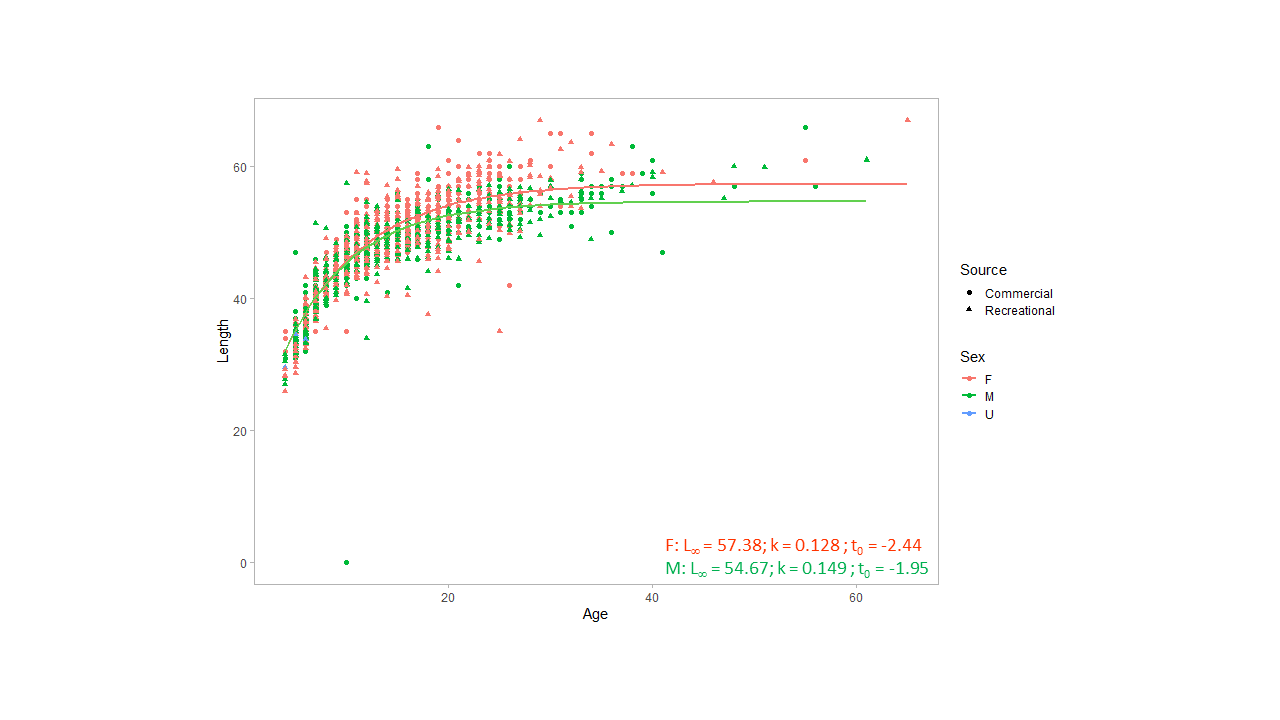 60
40
20
0
Length
20
40
60
Age
F: L∞ = 57.38; k = 0.128 ; t₀ = -2.44
M: L∞ = 54.67; k = 0.149 ; t₀ = -1.95
Source
Commercial
Recreational
Sex
F
M
U